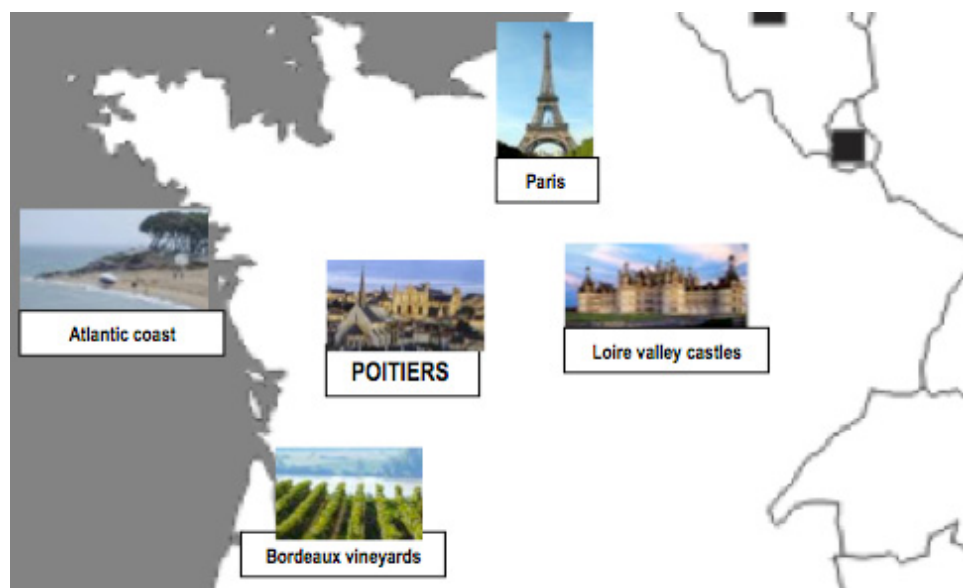 Paris
Atlantic coast
POITIERS
Loire valley castles
Bordeaux vineyards